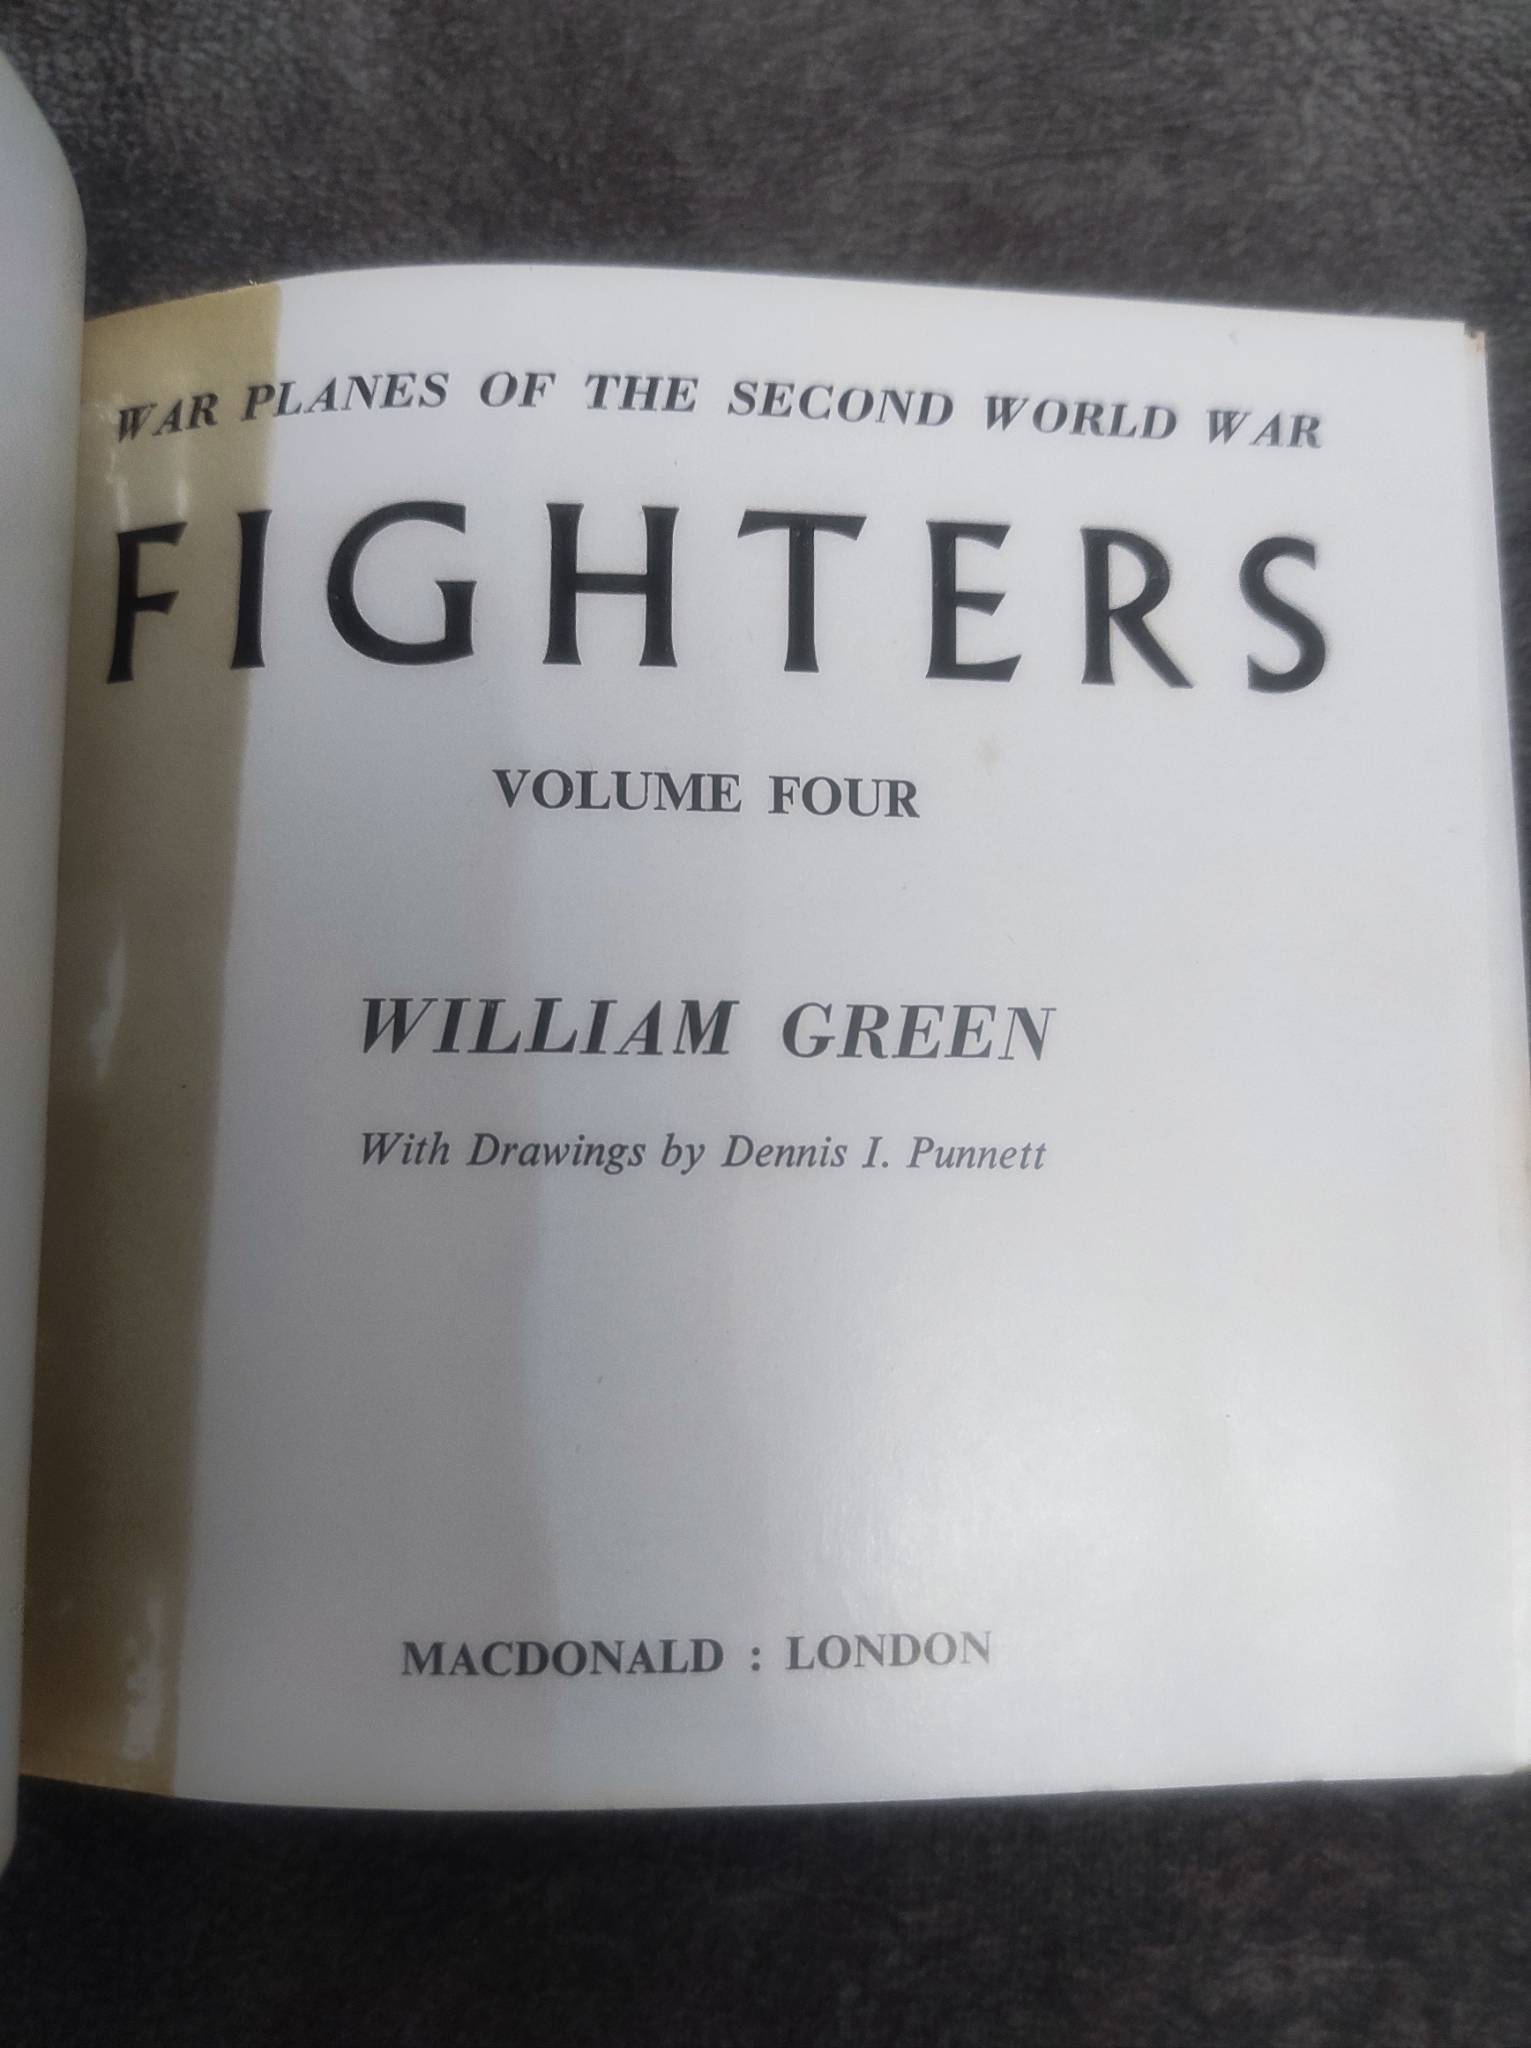 WAR PLANES OF THE SECOND WORLD WAR
FIGHTERS
VOLUME FOUR
WILLIAM GREEN
With Drawings by Dennis I. Punnett
MACDONALD : LONDON